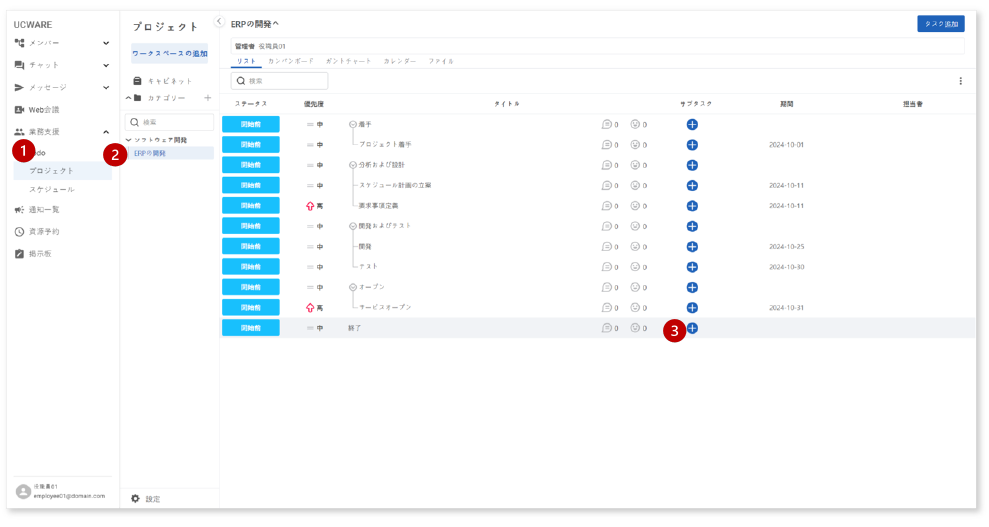 UCWARE
メンバー
チャット
メッセージ
Web会議
業務支援
1
プロジェクト
スケジュール
通知一覧
資源予約
掲示板
employee01@domain.com
プロジェクト
ワークスペースの追加
キャビネット
カテゴリー
検索
ソフトウェア開発
2
ERPの開発
設定
ERPの開発へ
タスク追加
管理者 役職員01
リスト カンバンボード ガントチャート カレンダー ファイル
検索
ステータス 優先度 タイトル サブタスク 期間 担当者
開始前 中 着手 0 0
開始前 中 プロジェクト着手 0 0 2024-10-01
開始前 中 分析および設計 0 0
開始前 中 スケジュール計画の立案 0 0 2024-10-11
開始前 高 要求事項定義 0 0 2024-10-11
開始前 中 開発およびテスト 0 0
開始前 中 開発 0 0 2024-10-25
開始前 中 テスト 0 0 2024-10-30
開始前 中 オープン 0 0
開始前 高 サービスオープン 0 0 2024-10-31
開始前 中 終了 0 0 3